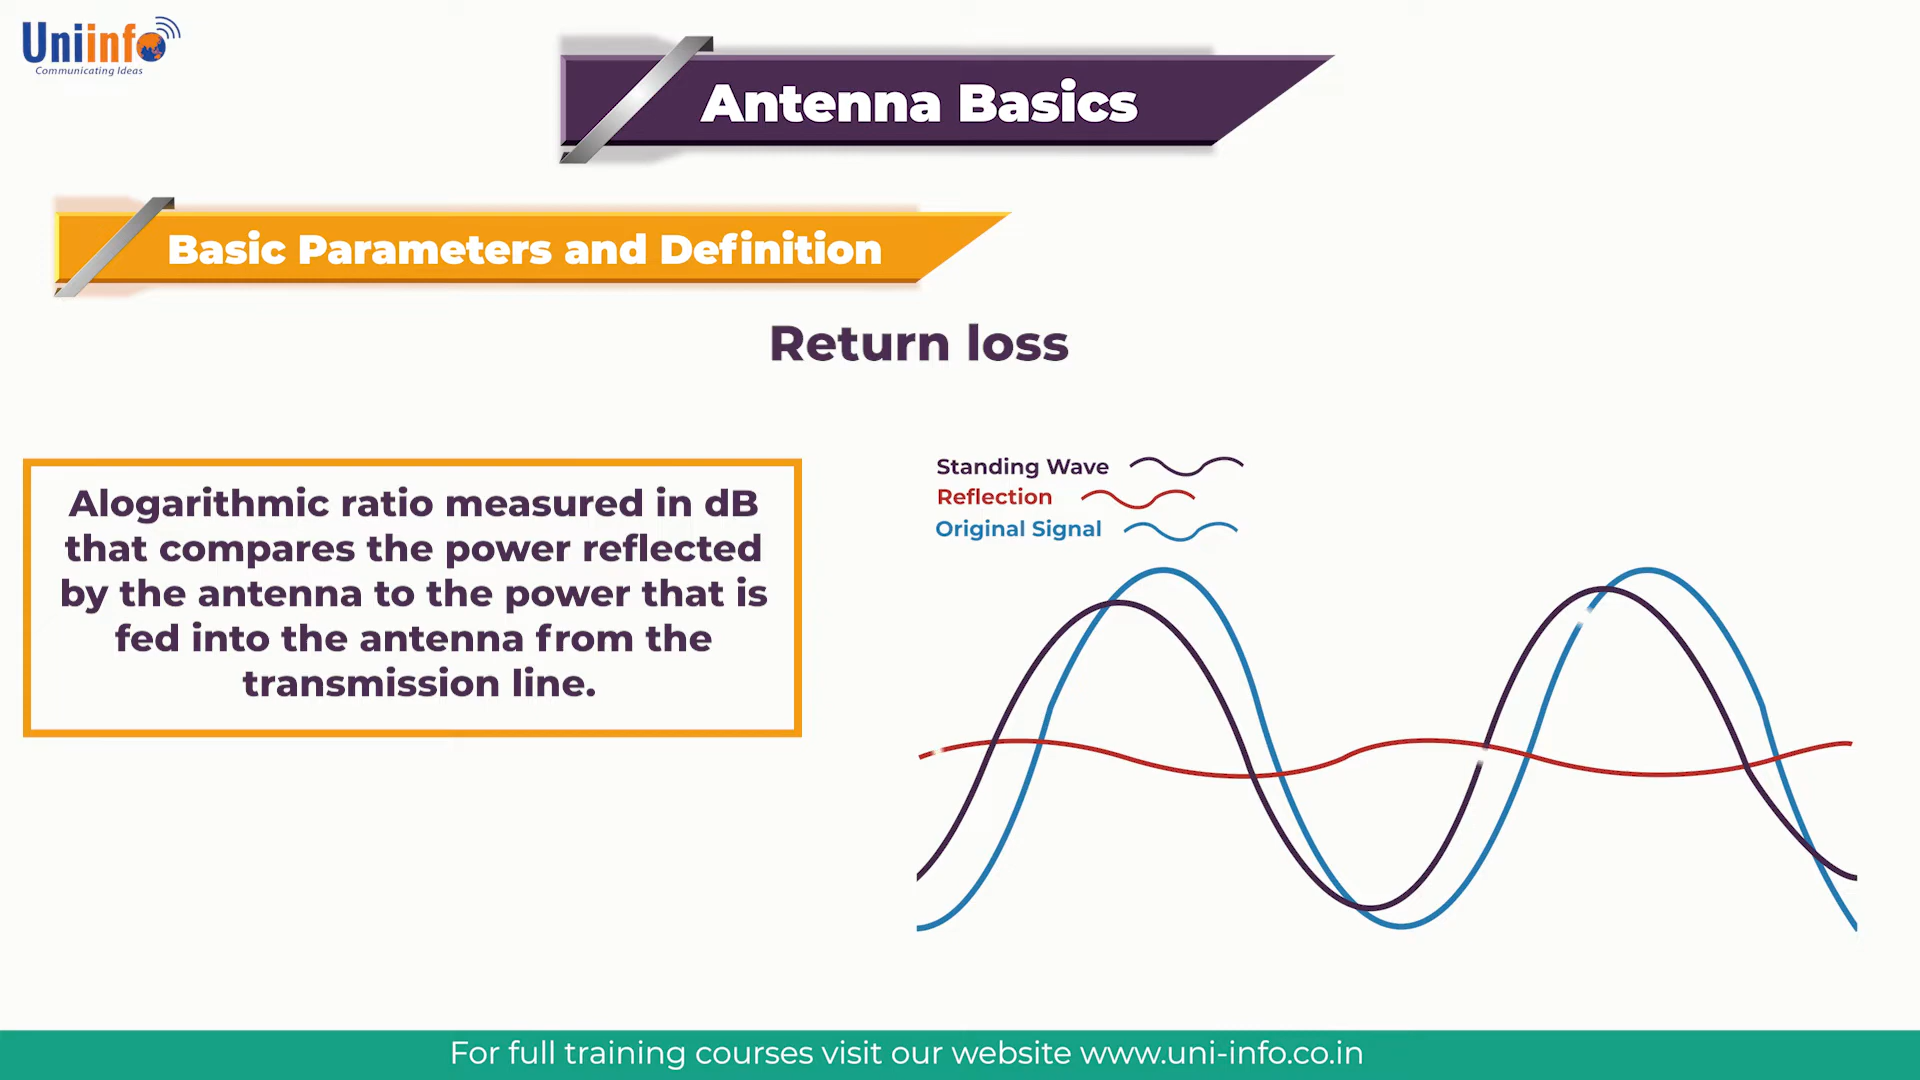 Uniinfo
Communicating Ideas
Antenna Basics
Basic Parameters and Definition
Return loss
Alogarithmic ratio measured in dB
that compares the power reflected
by the antenna to the power that is
fed into the antenna from the
transmission line.
Standing Wave
Reflection
Original Signal
For full training courses visit our website www.uni-info.co.in